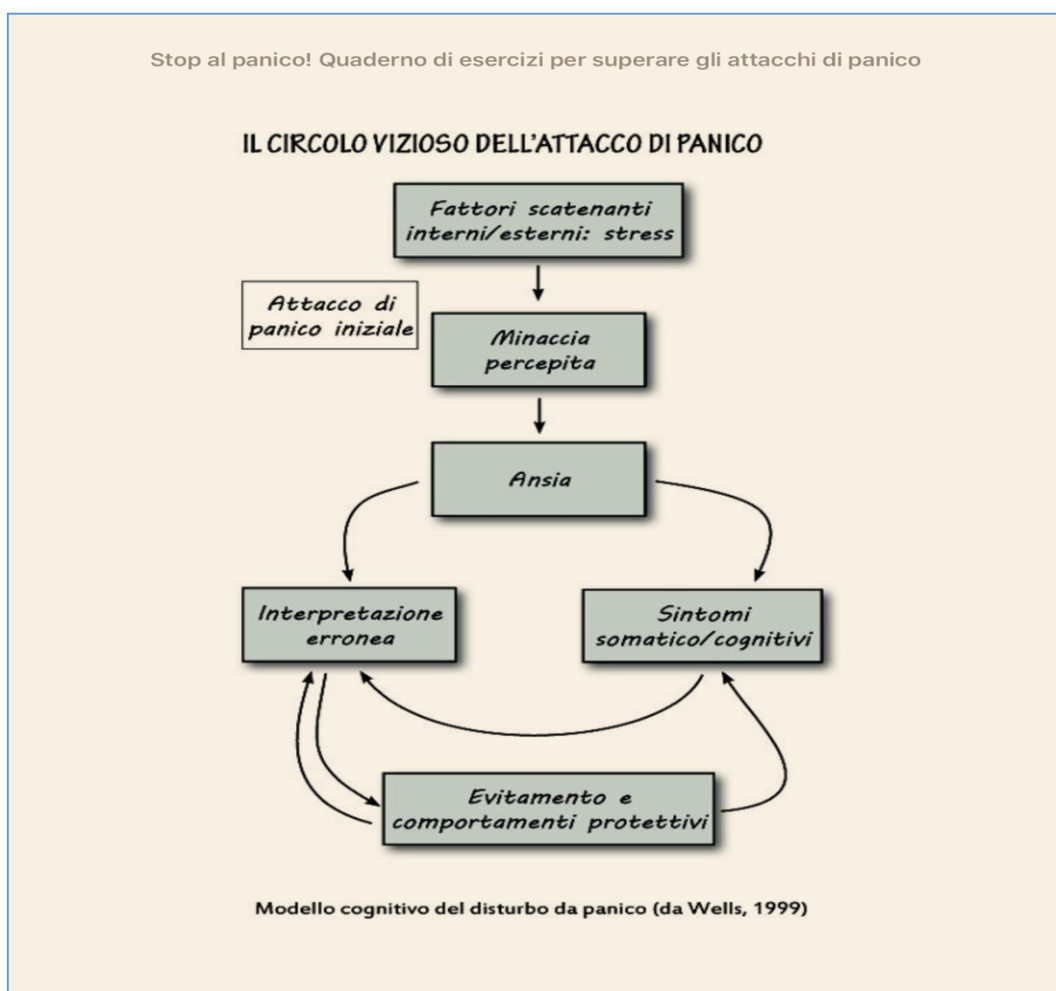 Stop al panico! Quaderno di esercizi per superare gli attacchi di panico
IL CIRCOLO VIZIOSO DELL'ATTACCO DI PANICO
Fattori scatenanti
interni/esterni: stress
Attacco di
panico iniziale
Minaccia
percepita
Ansia
Interpretazione
erronea
Sintomi
somatico/cognitivi
Evitamento e
comportamenti protettivi
Modello cognitivo del disturbo da panico (da Wells, 1999)